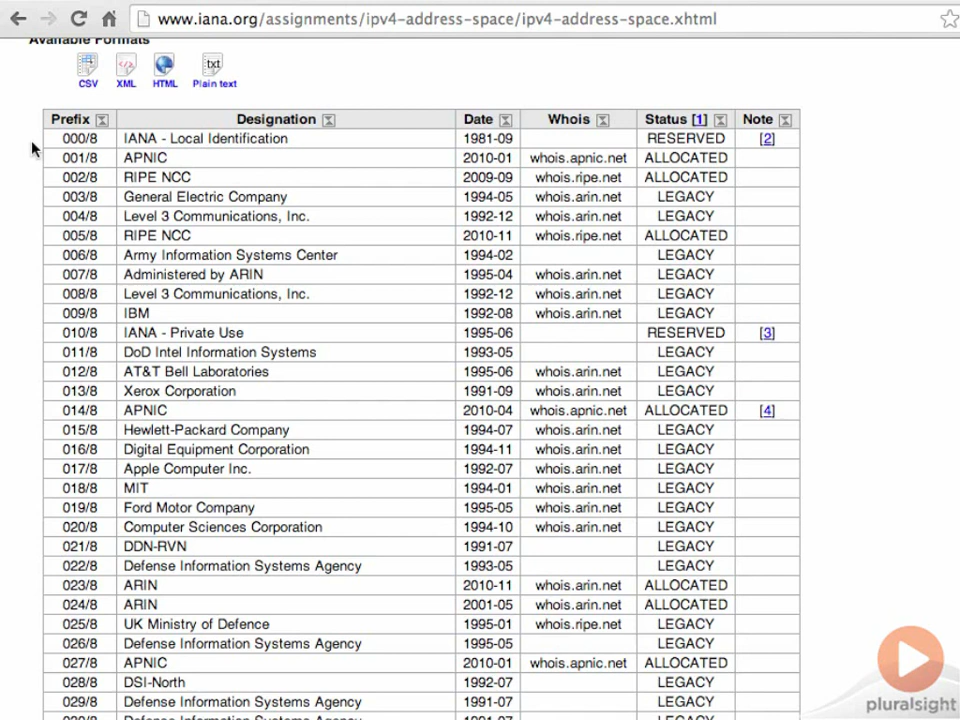 www.iana.org/assignments/ipv4-address-space/ipv4-address-space.xhtml
Available Formats
CSV XML HTML txt Plain text
Prefix Designation Date Whois Status [1] Note
000/8 IANA - Local Identification 1981-09 RESERVED [2]
001/8 APNIC 2010-01 whois.apnic.net ALLOCATED
002/8 RIPE NCC 2009-09 whois.ripe.net ALLOCATED
003/8 General Electric Company 1994-05 whois.arin.net LEGACY
004/8 Level 3 Communications, Inc. 1992-12 whois.arin.net LEGACY
005/8 RIPE NCC 2010-11 whois.ripe.net ALLOCATED
006/8 Army Information Systems Center 1994-02 LEGACY
007/8 Administered by ARIN 1995-04 whois.arin.net LEGACY
008/8 Level 3 Communications, Inc. 1992-12 whois.arin.net LEGACY
009/8 IBM 1992-08 whois.arin.net LEGACY
010/8 IANA - Private Use 1995-06 RESERVED [3]
011/8 DoD Intel Information Systems 1993-05 LEGACY
012/8 AT&T Bell Laboratories 1995-06 whois.arin.net LEGACY
013/8 Xerox Corporation 1991-09 whois.arin.net LEGACY
014/8 APNIC 2010-04 whois.apnic.net ALLOCATED [4]
015/8 Hewlett-Packard Company 1994-07 whois.arin.net LEGACY
016/8 Digital Equipment Corporation 1994-11 whois.arin.net LEGACY
017/8 Apple Computer Inc. 1992-07 whois.arin.net LEGACY
018/8 MIT 1994-01 whois.arin.net LEGACY
019/8 Ford Motor Company 1995-05 whois.arin.net LEGACY
020/8 Computer Sciences Corporation 1994-10 whois.arin.net LEGACY
021/8 DDN-RVN 1991-07 LEGACY
022/8 Defense Information Systems Agency 1993-05 LEGACY
023/8 ARIN 2010-11 whois.arin.net ALLOCATED
024/8 ARIN 2001-05 whois.arin.net ALLOCATED
025/8 UK Ministry of Defence 1995-01 whois.ripe.net LEGACY
026/8 Defense Information Systems Agency 1995-05 LEGACY
027/8 APNIC 2010-01 whois.apnic.net ALLOCATED
028/8 DSI-North 1992-07 LEGACY
029/8 Defense Information Systems Agency 1991-07 LEGACY
030/8 Defense Information Systems Agency 1991-07 LEGACY
pluralsight